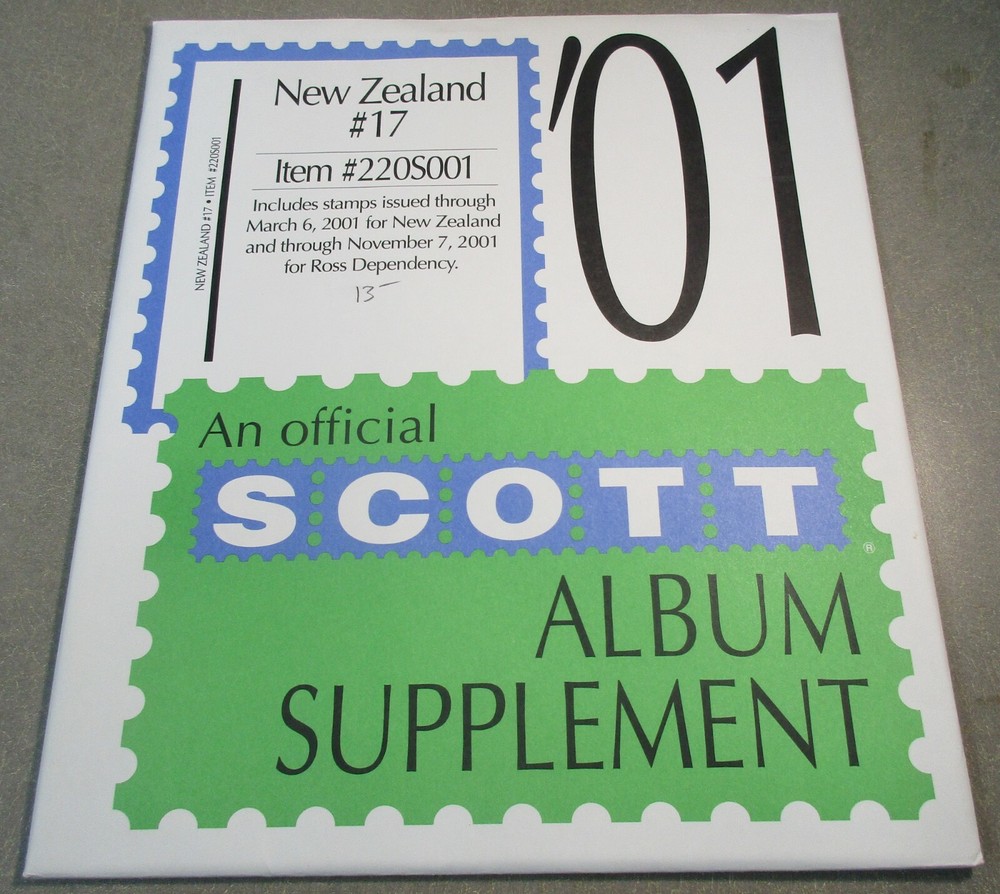 New Zealand
#17
Item #220S001
Includes stamps issued through
March 6, 2001 for New Zealand
and through November 7, 2001
for Ross Dependency.
13-
NEW ZEALAND #17 • ITEM #220S001
'01
An official
SCOTT®
ALBUM
SUPPLEMENT